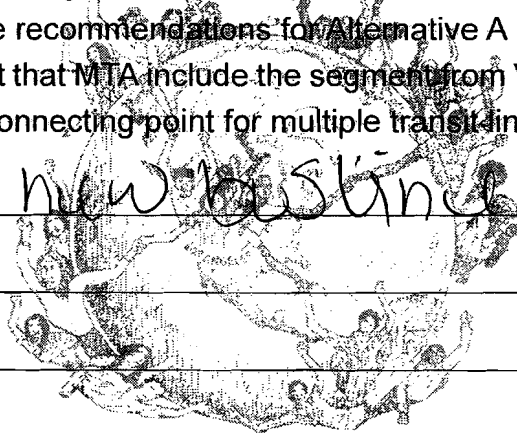 e recommendations for Alternative A
t that MTA include the segment from
onnecting point for multiple transit lin
new bus line